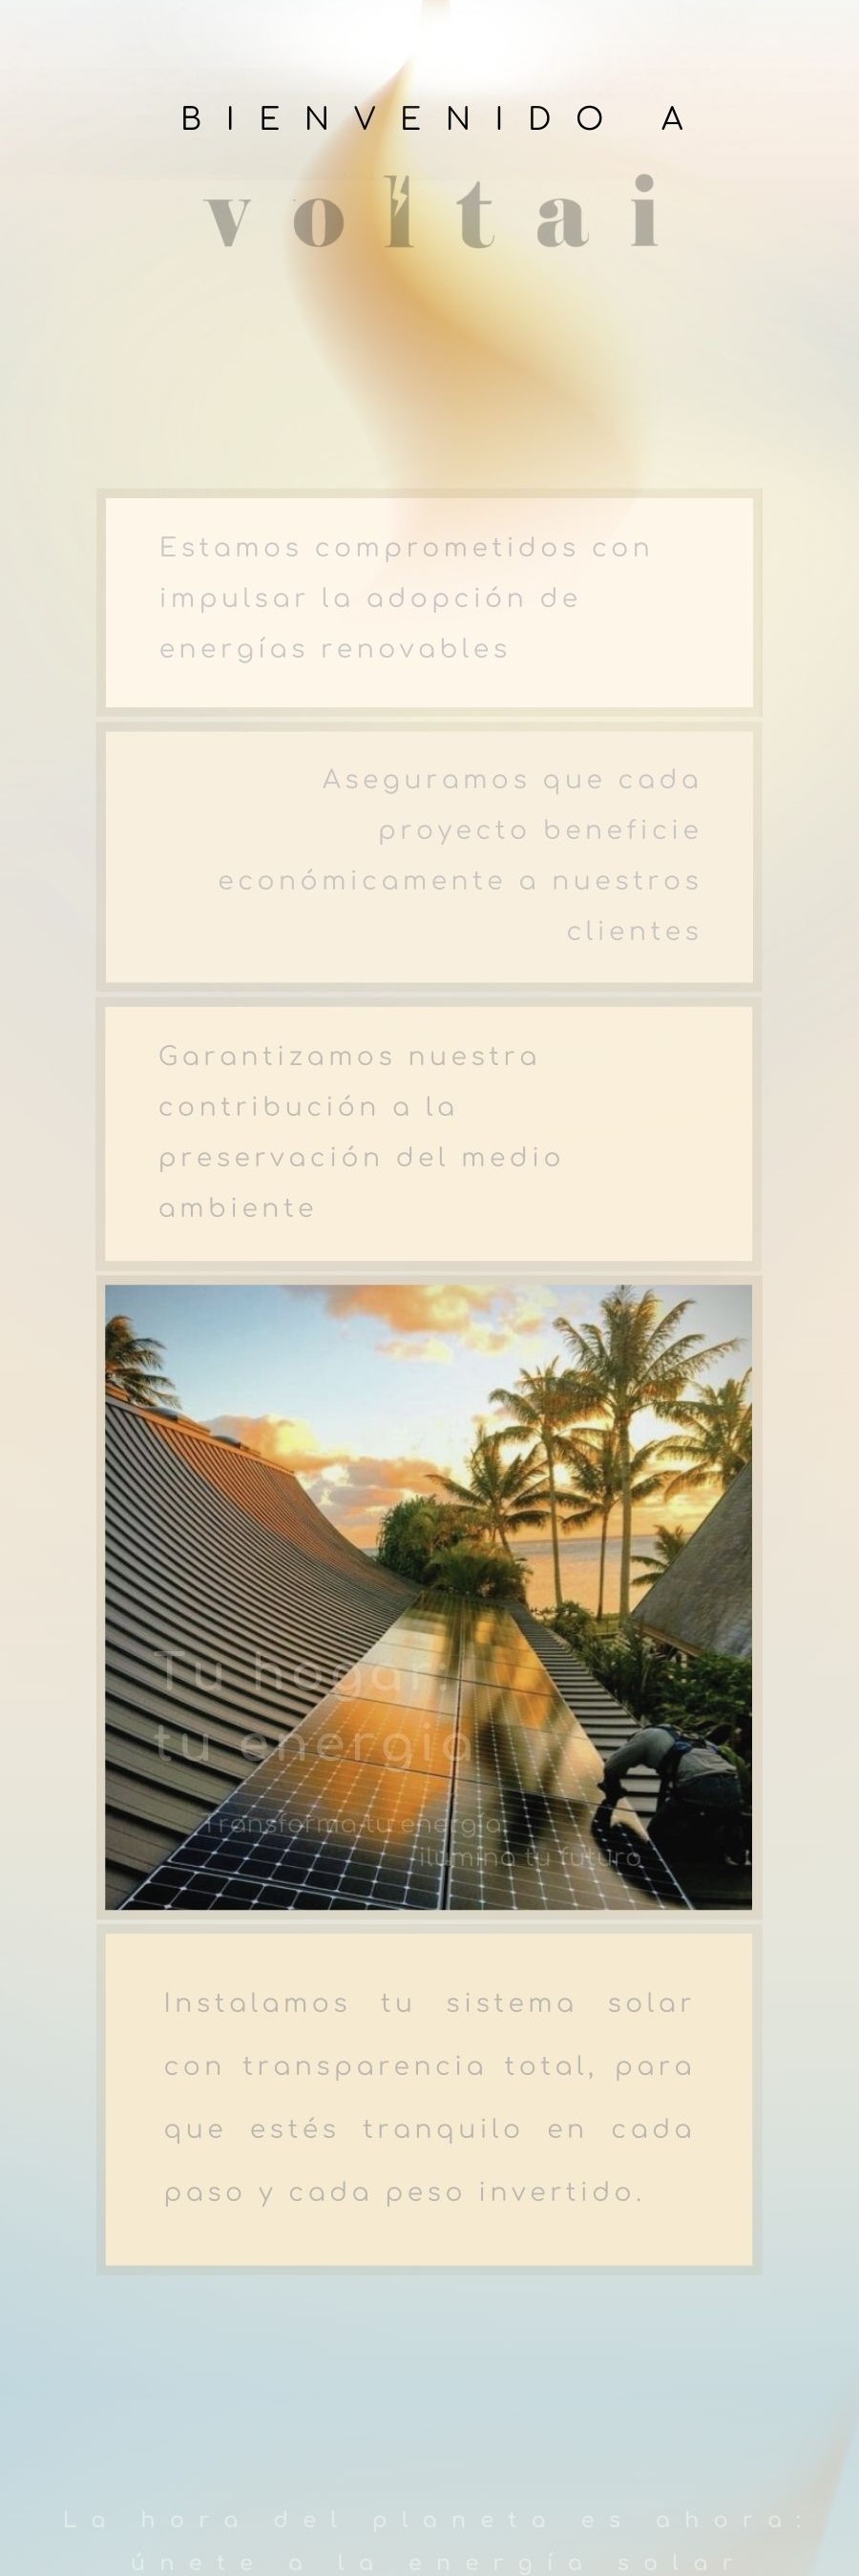 BIENVENIDO A
voltai
Estamos comprometidos con
impulsar la adopción de
energías renovables
Aseguramos que cada
proyecto beneficie
económicamente a nuestros
clientes
Garantizamos nuestra
contribución a la
preservación del medio
ambiente
Tu hogar:
tu energia
Transforma tu energía:
ilumina tu futuro
Instalamos tu sistema solar
con transparencia total, para
que estés tranquilo en cada
paso y cada peso invertido.
La hora del planeta es ahora:
únete a la energía solar